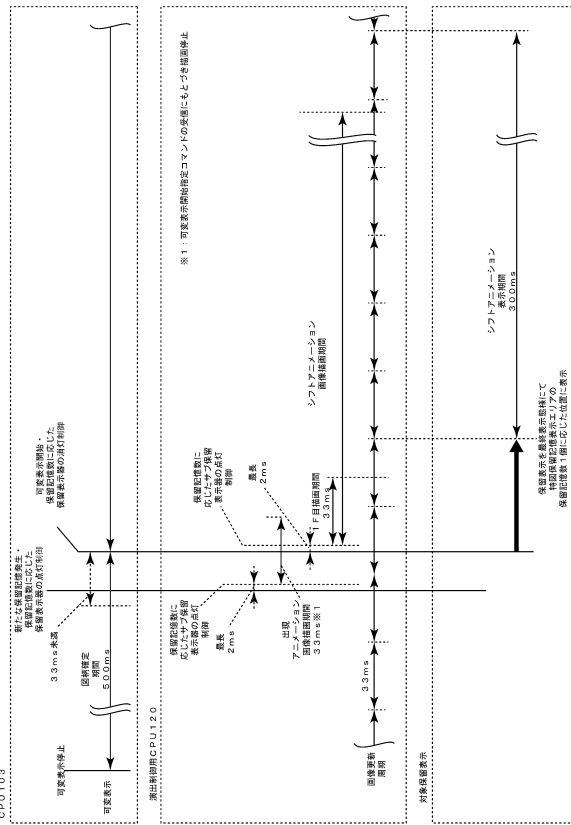 CPU103
可変表示停止
可変表示
図柄確定
期間
500ms
33ms未満
新たな保留記憶発生・
保留記憶数に応じた
保留表示器の点灯制御
可変表示開始・
保留記憶数に応じた
保留表示器の消灯制御
演出制御用CPU120
保留記憶数に
応じたサブ保留
表示器の点灯
制御
最長
2ms
出現
アニメーション
画像描画期間
33ms※1
保留記憶数に
応じたサブ保留
表示器の点灯
制御
最長
2ms
1F目描画期間
33ms
シフトアニメーション
画像描画期間
※1:可変表示開始指定コマンドの受信にもとづき描画停止
画像更新
周期
33ms
対象保留表示
保留表示を最終表示態様にて
特図保留記憶表示エリアの
保留記憶数1個に応じた位置に表示
シフトアニメーション
表示期間
300ms